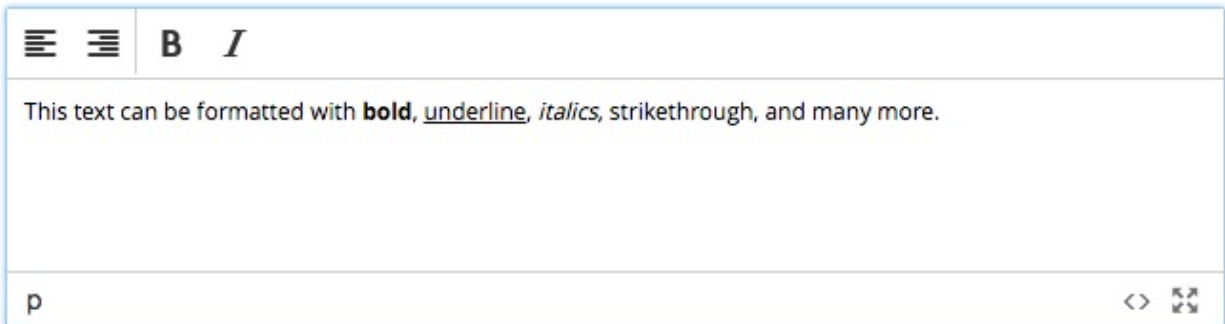 B I
This text can be formatted with bold, underline, italics, strikethrough, and many more.
p